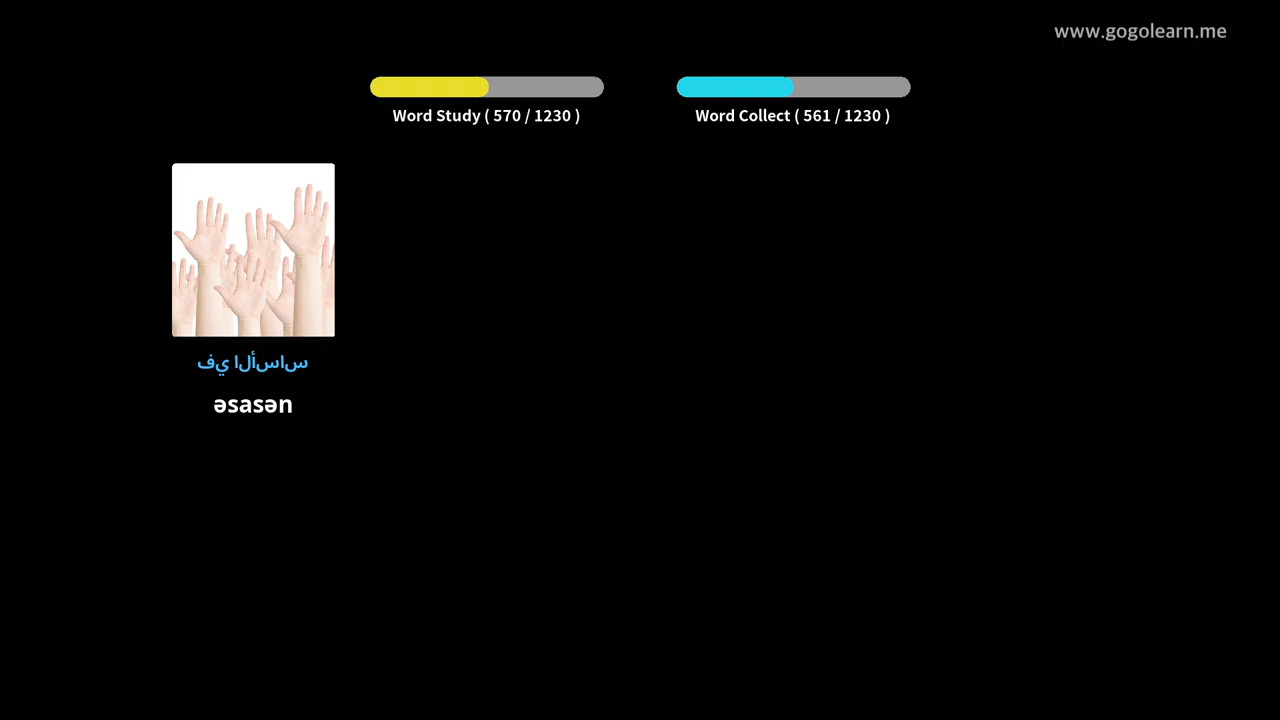 www.gogolearn.me
Word Study ( 570 / 1230 )
Word Collect ( 561 / 1230 )
في الأساس
əsasən